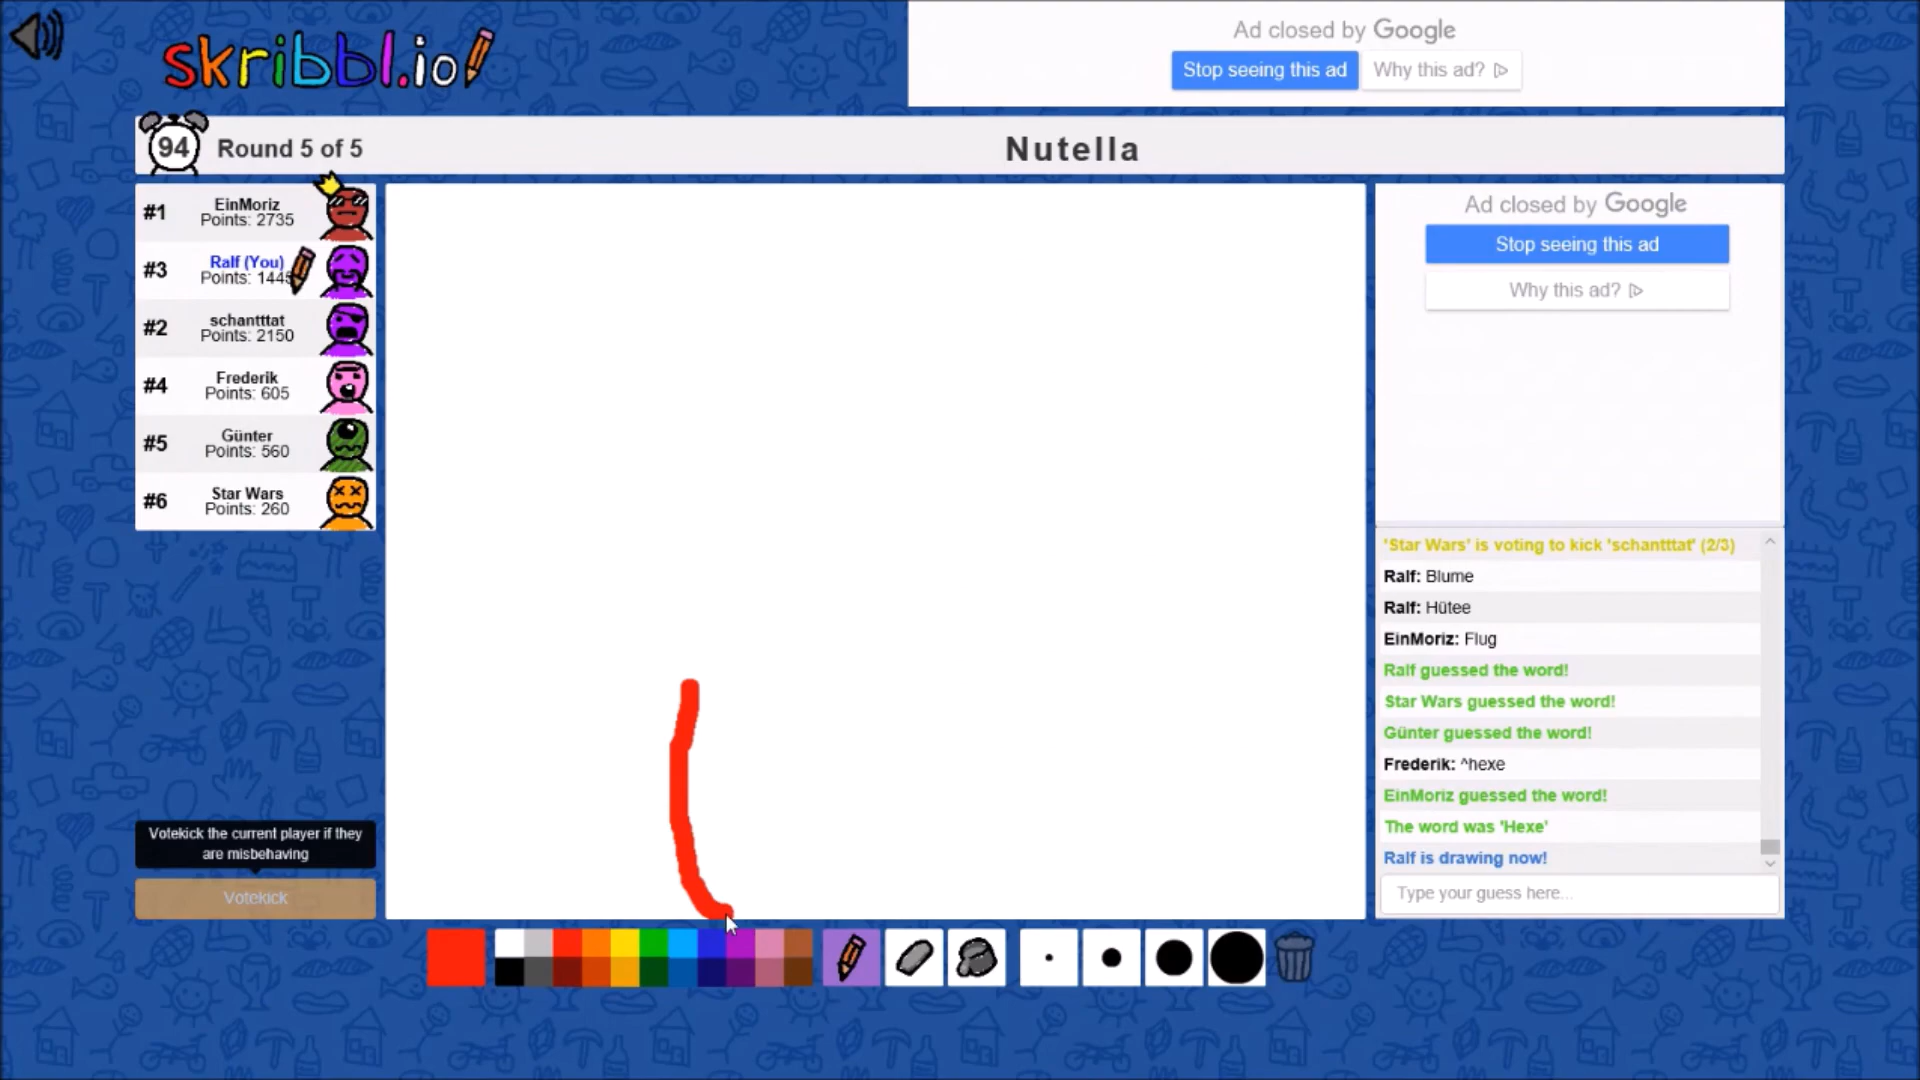 skribbl.io
Ad closed by Google
Stop seeing this ad
Why this ad?
94
Round 5 of 5
Nutella
#1
EinMoriz
Points: 2735
#3
Ralf (You)
Points: 1445
#2
schantttat
Points: 2150
#4
Frederik
Points: 605
#5
Günter
Points: 560
#6
Star Wars
Points: 260
Ad closed by Google
Stop seeing this ad
Why this ad?
'Star Wars' is voting to kick 'schantttat' (2/3)
Ralf: Blume
Ralf: Hütee
EinMoriz: Flug
Ralf guessed the word!
Star Wars guessed the word!
Günter guessed the word!
Frederik: ^hexe
EinMoriz guessed the word!
The word was 'Hexe'
Ralf is drawing now!
Type your guess here...
Votekick the current player if they
are misbehaving
Votekick